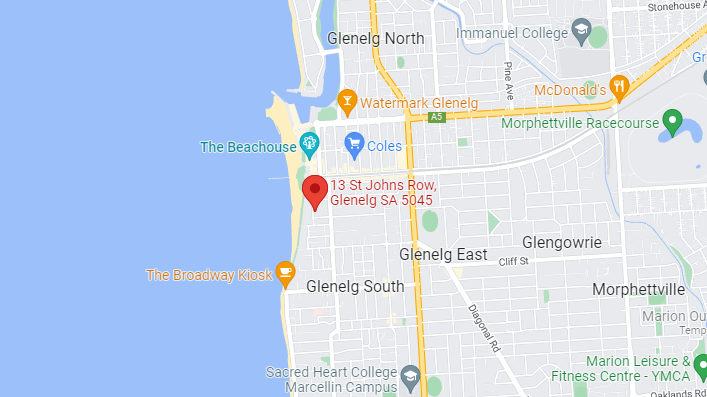 Stonehouse A
Glenelg North
Immanuel College
Gr
Pine Ave
McDonald's
Watermark Glenelg
A5
Morphettville Racecourse
The Beachouse
Coles
13 St Johns Row,
Glenelg SA 5045
Glengowrie
Glenelg East
Cliff St
The Broadway Kiosk
Glenelg South
Morphettville
Diagonal Rd
Marion Out
Temp
Marion Leisure &
Fitness Centre - YMCA
Sacred Heart College
Marcellin Campus
Oaklands Rd